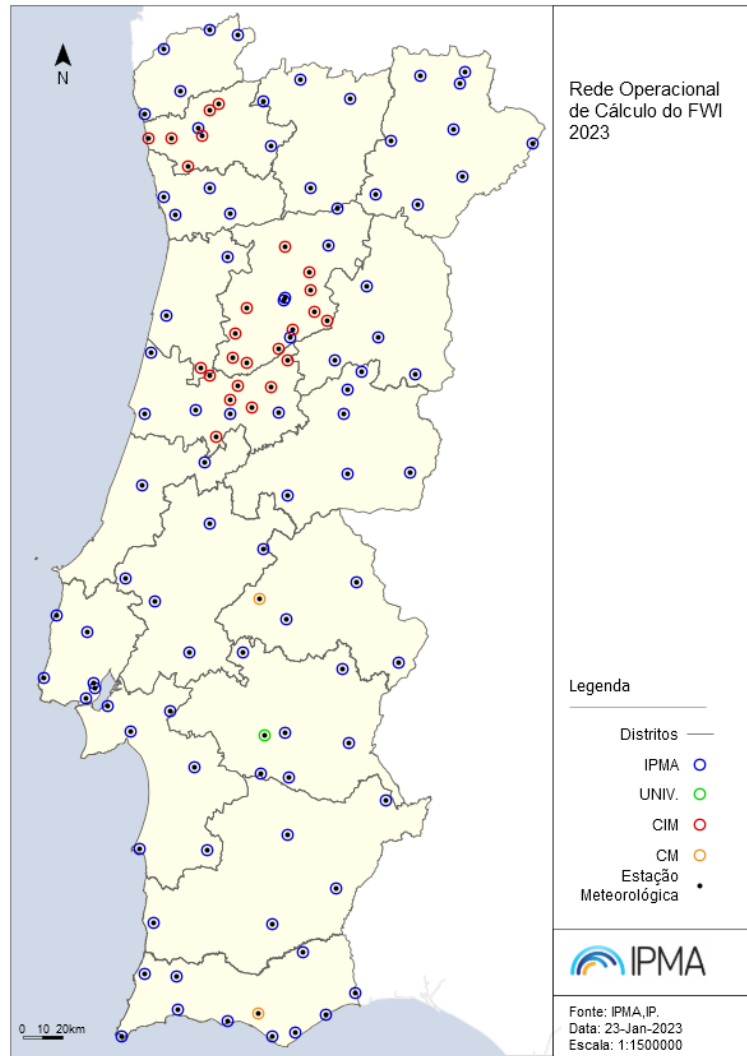 N
Rede Operacional
de Cálculo do FWI
2023
Legenda
Distritos
IPMA
UNIV.
CIM
CM
Estação
Meteorológica
IPMA
0 10 20km
Fonte: IPMA,IP.
Data: 23-Jan-2023
Escala: 1:1500000